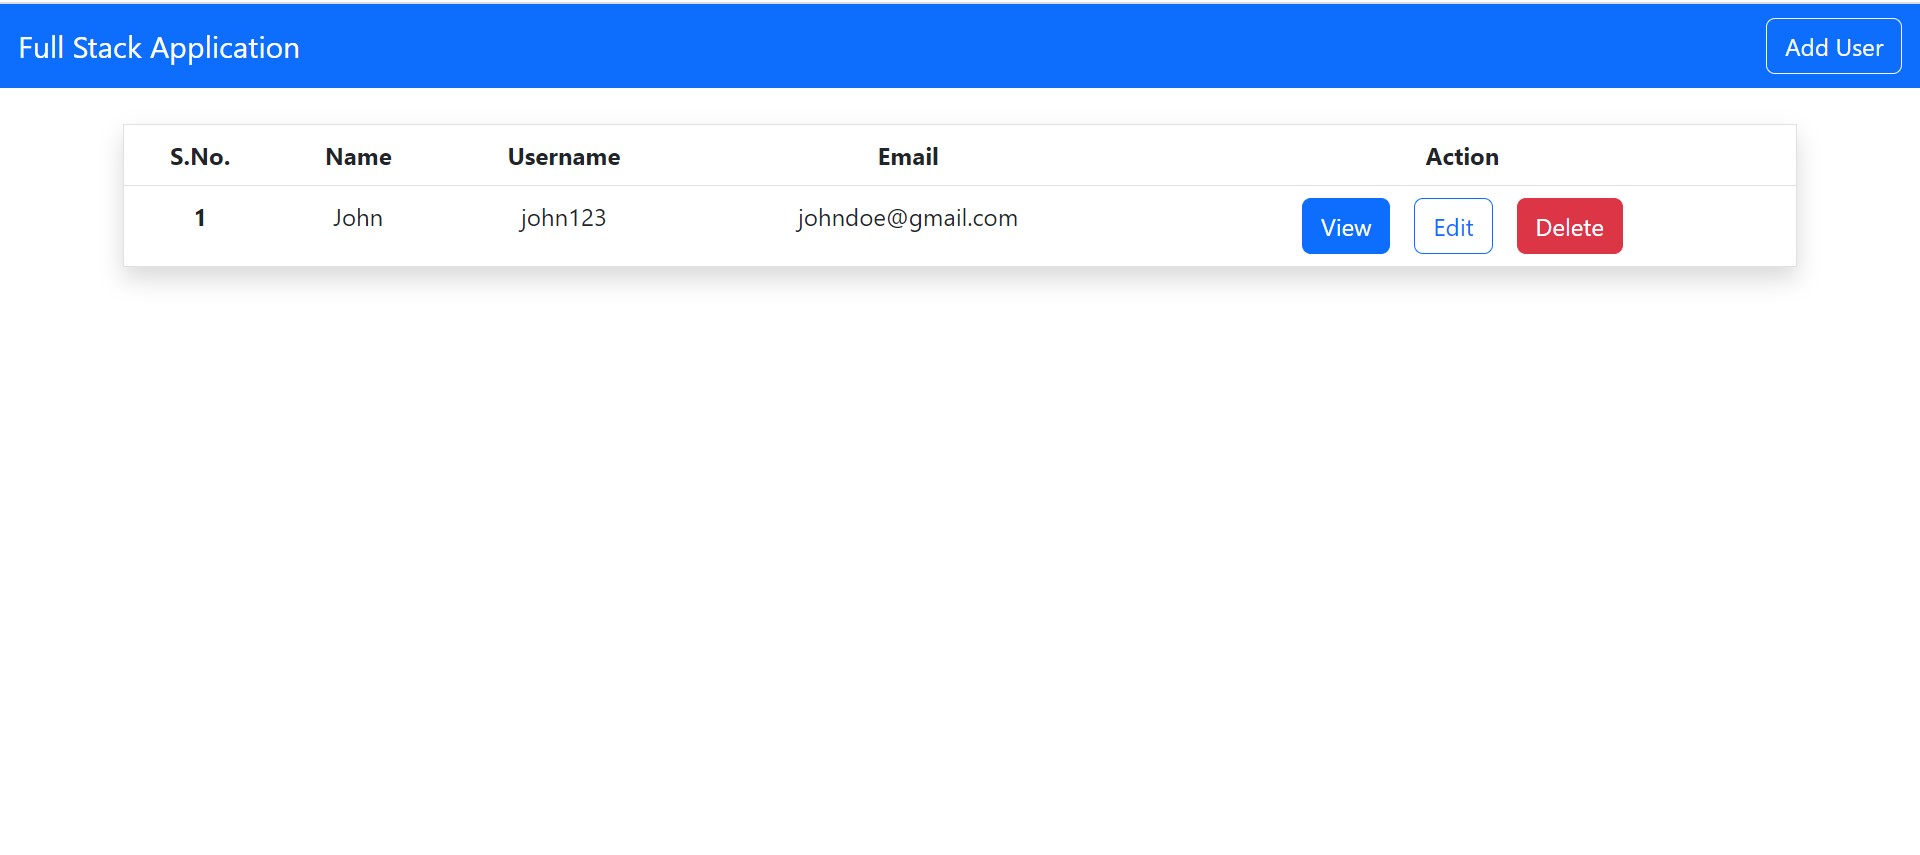 Full Stack Application Add User
S.No. Name Username Email Action
1 John john123 johndoe@gmail.com View Edit Delete